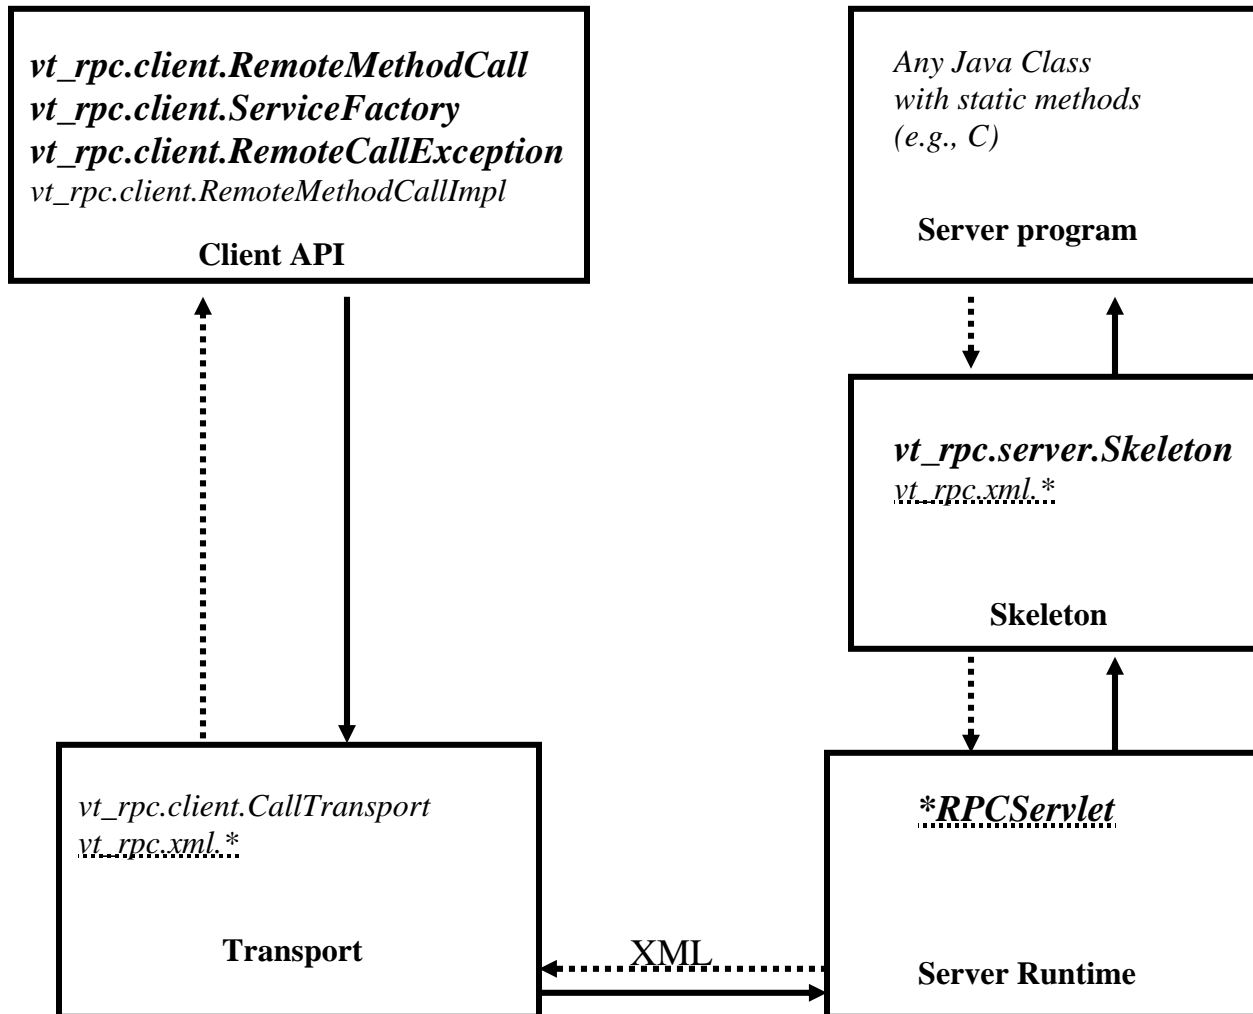 vt_rpc.client.RemoteMethodCall
vt_rpc.client.ServiceFactory
vt_rpc.client.RemoteCallException
vt_rpc.client.RemoteMethodCallImpl
Client API
Any Java Class
with static methods
(e.g., C)
Server program
vt_rpc.server.Skeleton
vt_rpc.xml.*
Skeleton
vt_rpc.client.CallTransport
vt_rpc.xml.*
Transport
XML
*RPCServlet
Server Runtime